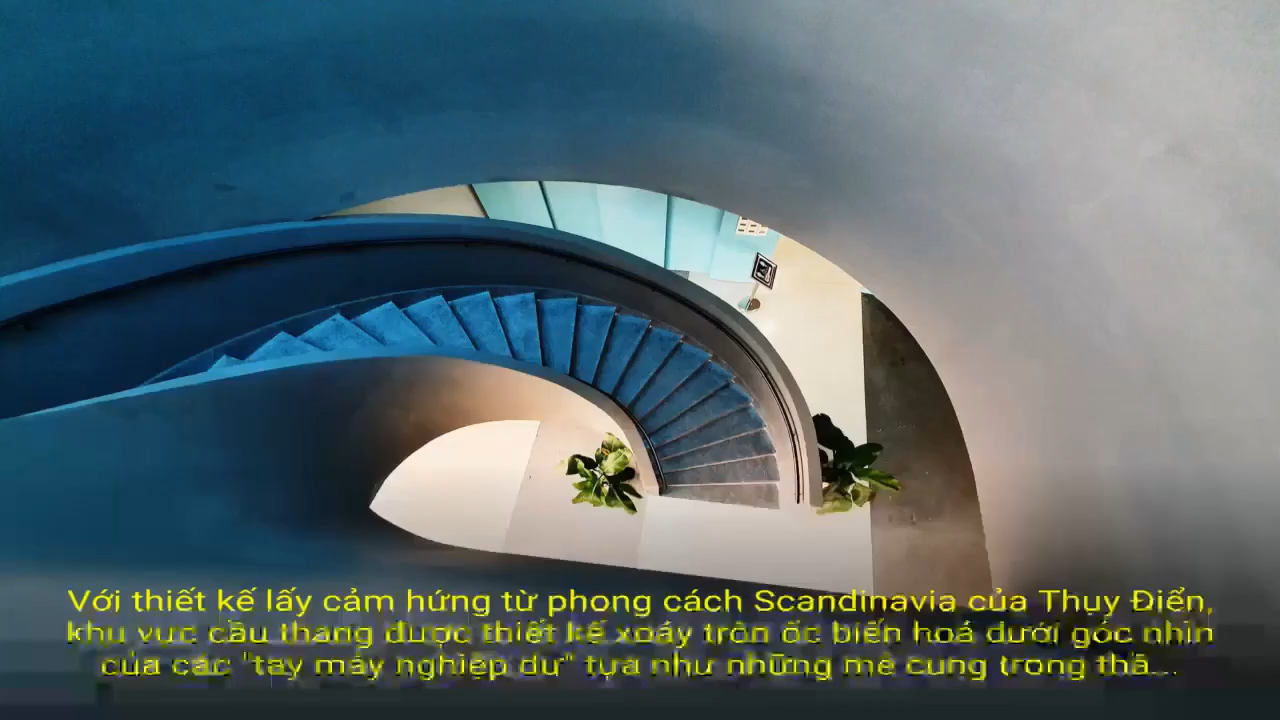 Với thiết kế lấy cảm hứng từ phong cách Scandinavia của Thụy Điển,
khu vực cầu thang được thiết kế xoáy tròn ốc biến hoá dưới góc nhìn
của các "tay máy nghiệp dư" tựa như những mê cung trong thà...